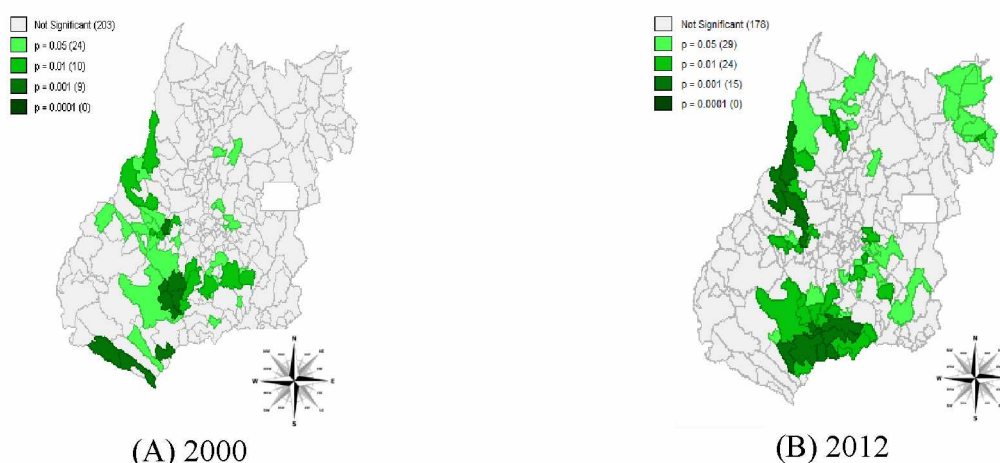 Not Significant (203)
p = 0.05 (24)
p = 0.01 (10)
p = 0.001 (9)
p = 0.0001 (0)
N
W
E
S
(A) 2000
Not Significant (178)
p = 0.05 (29)
p = 0.01 (24)
p = 0.001 (15)
p = 0.0001 (0)
N
W
S
(B) 2012